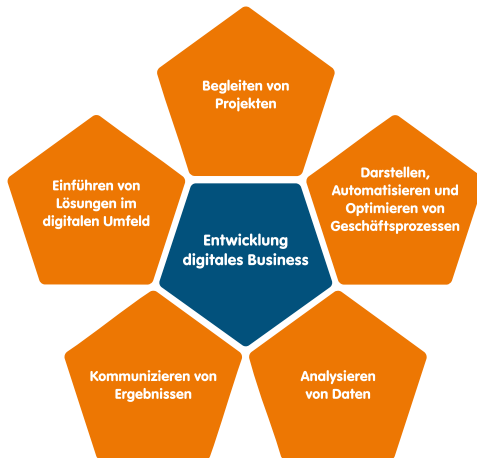 Begleiten von
Projekten
Darstellen,
Automatisieren und
Optimieren von
Geschäftsprozessen
Einführen von
Lösungen im
digitalen Umfeld
Entwicklung
digitales Business
Kommunizieren von
Ergebnissen
Analysieren
von Daten